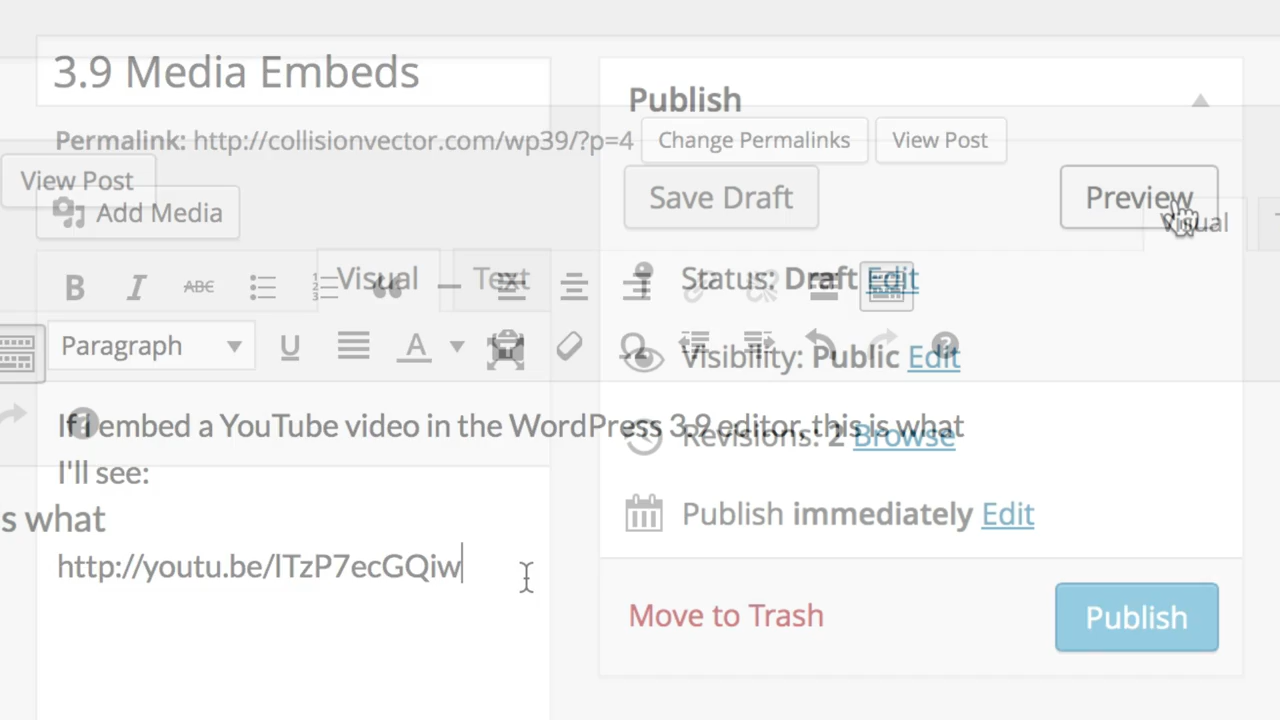 3.9 Media Embeds
Publish
Permalink: http://collisionvector.com/wp39/?p=4 Change Permalinks View Post
View Post
Add Media
Save Draft
Preview
Visual
Visual
Text
B I ABC
Status: Draft Edit
Paragraph
U A Ω
Visibility: Public Edit
If I embed a YouTube video in the WordPress 3.9 editor, this is what
Revisions: 2 Browse
I'll see:
s what
Publish immediately Edit
http://youtu.be/lTzP7ecGQiw
Move to Trash
Publish